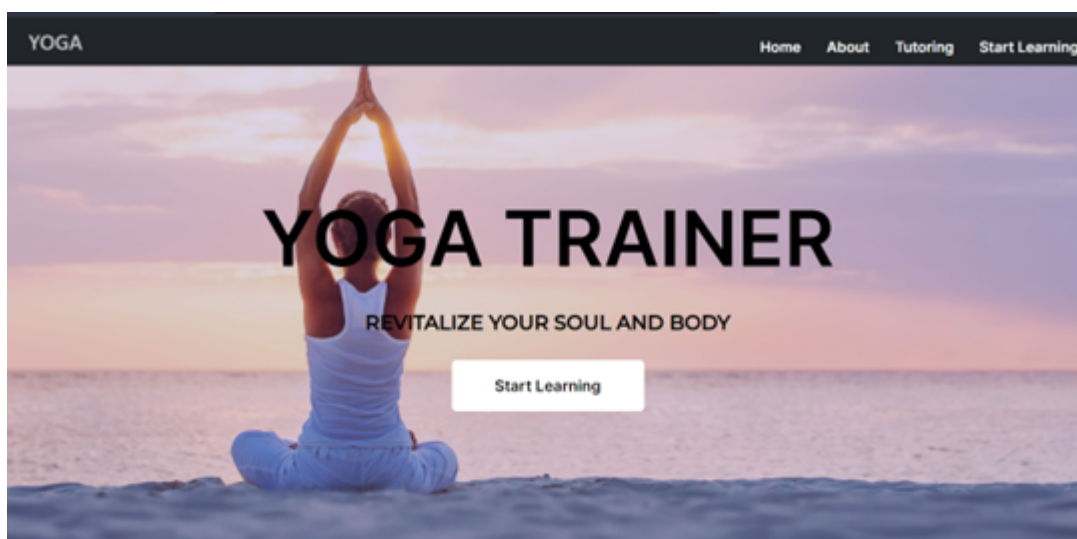 YOGA
Home About Tutoring Start Learning
YOGA TRAINER
REVITALIZE YOUR SOUL AND BODY
Start Learning